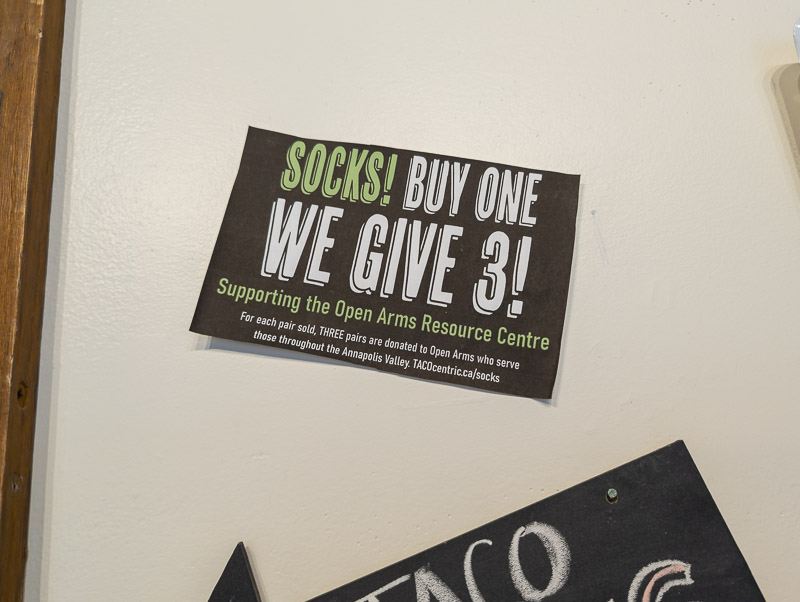 SOCKS! BUY ONE
WE GIVE 3!
Supporting the Open Arms Resource Centre
For each pair sold, THREE pairs are donated to Open Arms who serve
those throughout the Annapolis Valley. TACOcentric.ca/socks
TACO